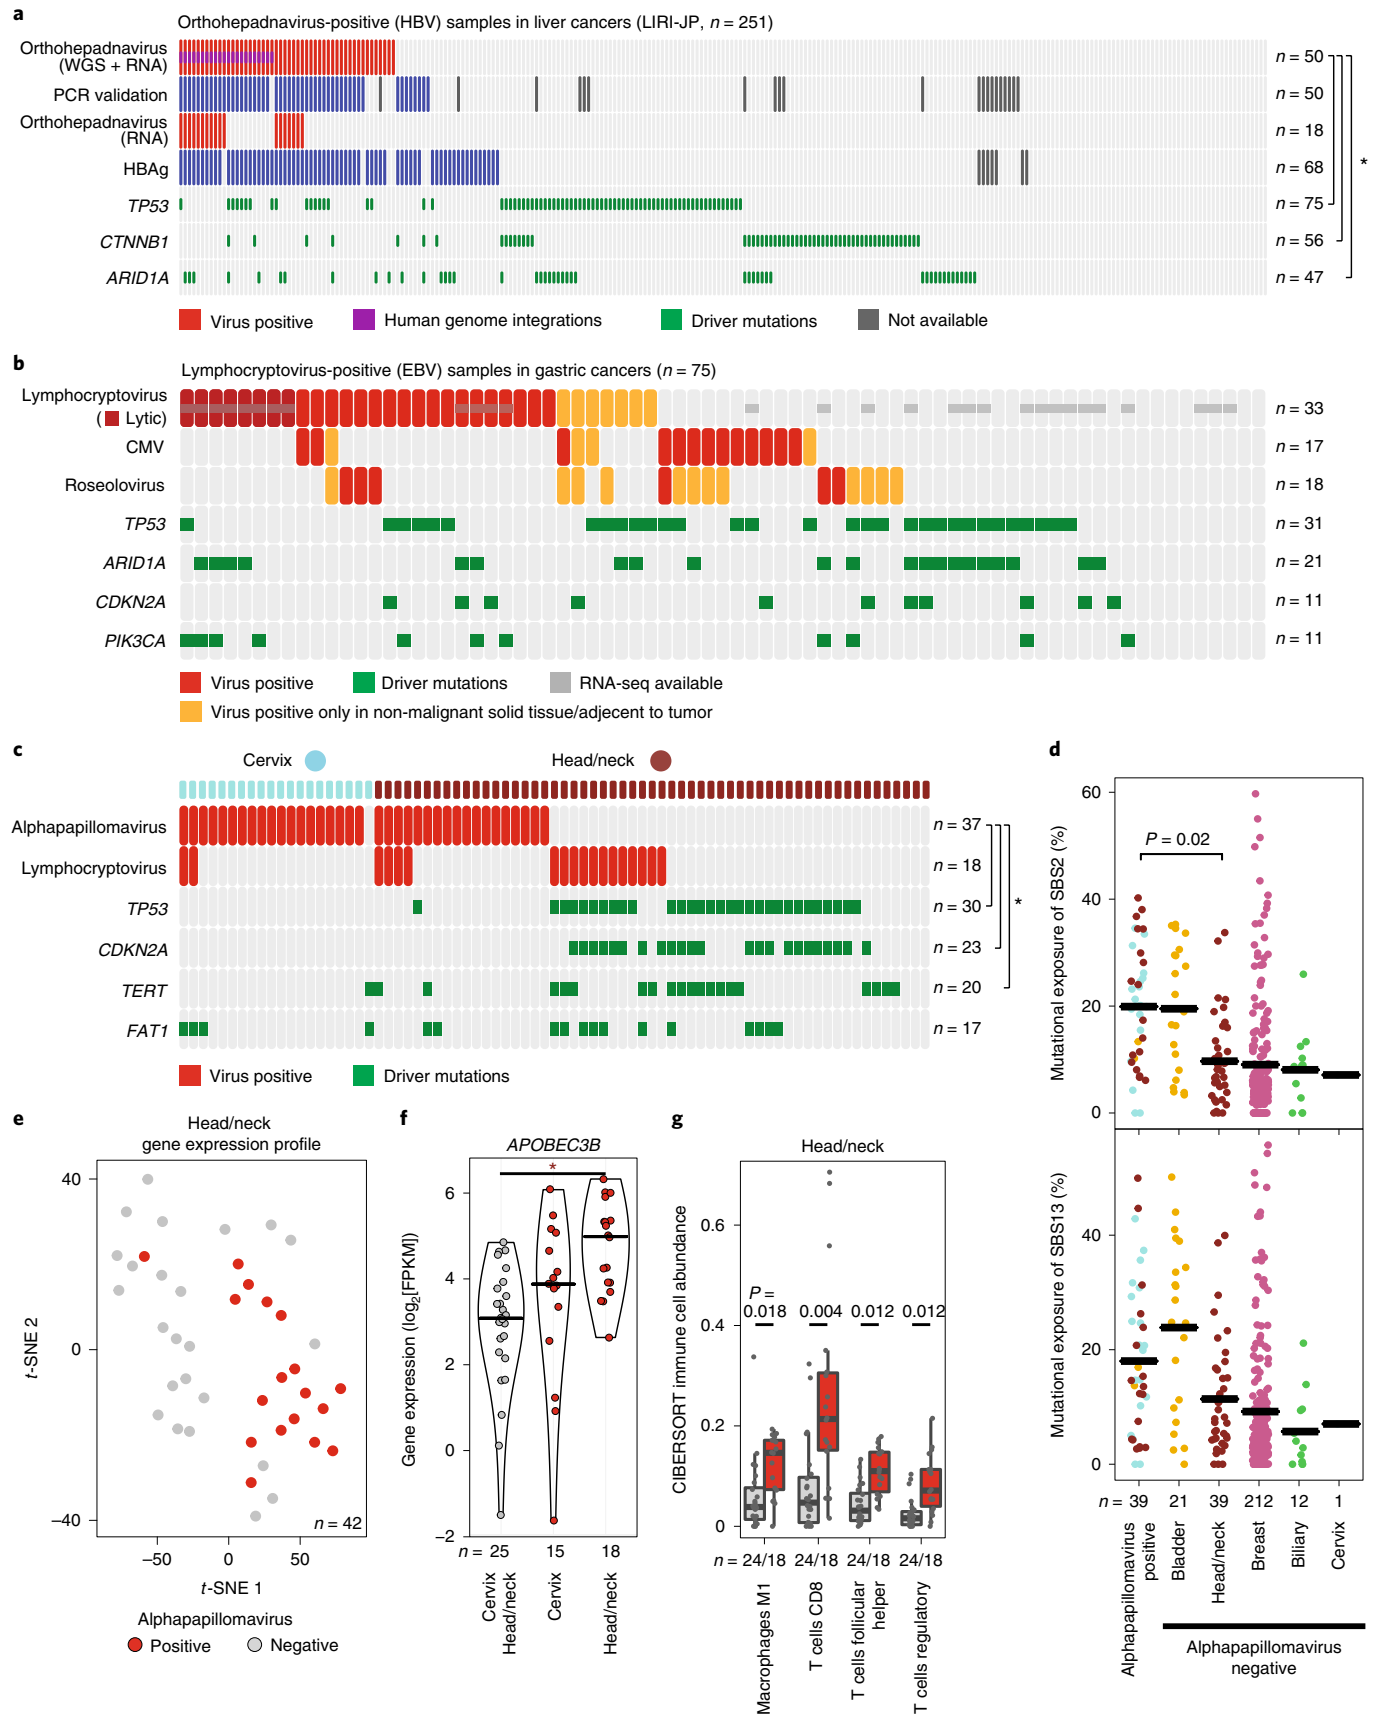 a
Orthohepadnavirus-positive (HBV) samples in liver cancers (LIRI-JP, n = 251)
Orthohepadnavirus
(WGS + RNA)
n = 50
PCR validation
n = 50
Orthohepadnavirus
(RNA)
n = 18
HBAg
n = 68
*
TP53
n = 75
CTNNB1
n = 56
ARID1A
n = 47
Virus positive
Human genome integrations
Driver mutations
Not available
b
Lymphocryptovirus-positive (EBV) samples in gastric cancers (n = 75)
Lymphocryptovirus
( Lytic)
n = 33
CMV
n = 17
Roseolovirus
n = 18
TP53
n = 31
ARID1A
n = 21
CDKN2A
n = 11
PIK3CA
n = 11
Virus positive
Driver mutations
RNA-seq available
Virus positive only in non-malignant solid tissue/adjacent to tumor
c
Cervix
Head/neck
Alphapapillomavirus
n = 37
Lymphocryptovirus
n = 18
TP53
n = 30
*
CDKN2A
n = 23
TERT
n = 20
FAT1
n = 17
Virus positive
Driver mutations
d
Mutational exposure of SBS2 (%)
60
40
20
0
P = 0.02
Mutational exposure of SBS13 (%)
40
20
0
n = 39 21 39 212 12 1
Alphapapillomavirus
positive
Bladder
Head/neck
Breast
Biliary
Cervix
Alphapapillomavirus
negative
e
Head/neck
gene expression profile
t-SNE 2
40
0
−40
n = 42
−50 0 50
t-SNE 1
Alphapapillomavirus
Positive
Negative
f
APOBEC3B
*
Gene expression (log2[FPKM])
6
4
2
0
−2
n = 25 15 18
Cervix
Head/neck
Cervix
Head/neck
g
Head/neck
CIBERSORT immune cell abundance
0.6
0.4
0.2
0
P =
0.018 0.004 0.012 0.012
n = 24/18 24/18 24/18 24/18
Macrophages M1
T cells CD8
T cells follicular
helper
T cells regulatory